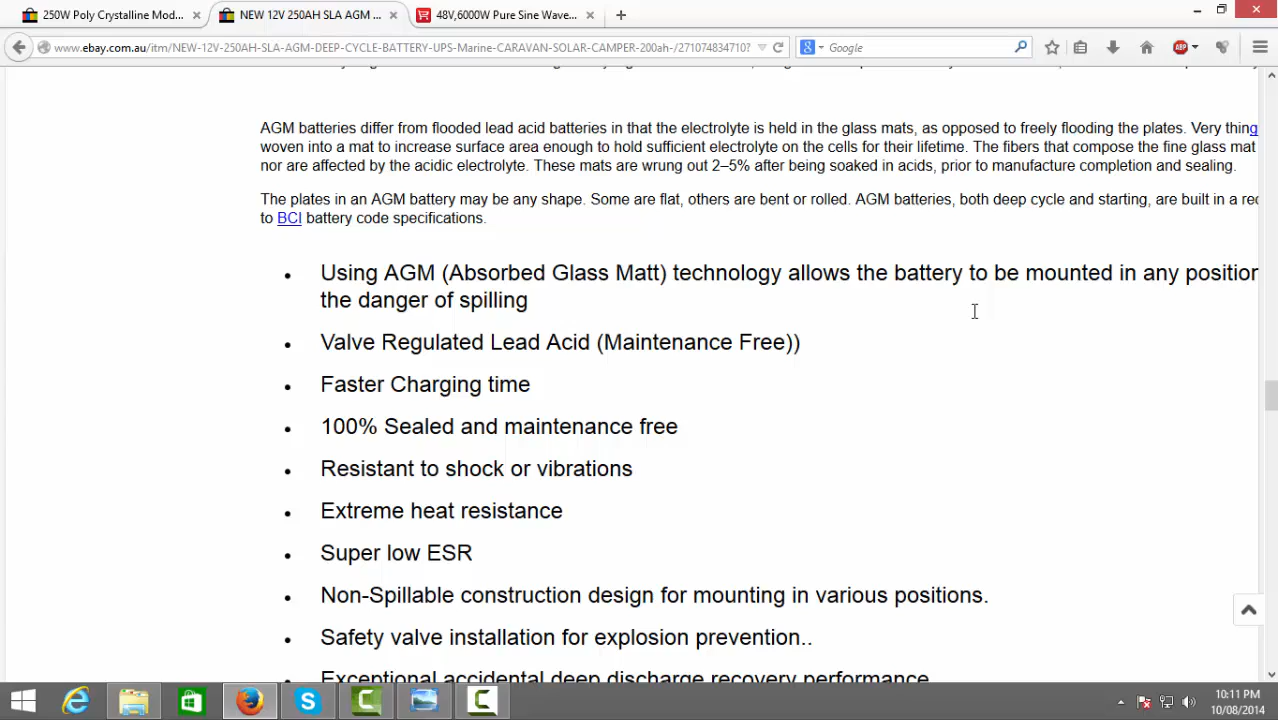 250W Poly Crystalline Mod...
NEW 12V 250AH SLA AGM ...
48V,6000W Pure Sine Wave...
www.ebay.com.au/itm/NEW-12V-250AH-SLA-AGM-DEEP-CYCLE-BATTERY-UPS-Marine-CARAVAN-SOLAR-CAMPER-200ah-/271074834710?
Google
ABP
AGM batteries differ from flooded lead acid batteries in that the electrolyte is held in the glass mats, as opposed to freely flooding the plates. Very thing
woven into a mat to increase surface area enough to hold sufficient electrolyte on the cells for their lifetime. The fibers that compose the fine glass mat
nor are affected by the acidic electrolyte. These mats are wrung out 2–5% after being soaked in acids, prior to manufacture completion and sealing.
The plates in an AGM battery may be any shape. Some are flat, others are bent or rolled. AGM batteries, both deep cycle and starting, are built in a rec
to BCI battery code specifications.
• Using AGM (Absorbed Glass Matt) technology allows the battery to be mounted in any position
the danger of spilling
• Valve Regulated Lead Acid (Maintenance Free))
• Faster Charging time
• 100% Sealed and maintenance free
• Resistant to shock or vibrations
• Extreme heat resistance
• Super low ESR
• Non-Spillable construction design for mounting in various positions.
• Safety valve installation for explosion prevention..
• Exceptional accidental deep discharge recovery performance
10:11 PM
10/08/2014